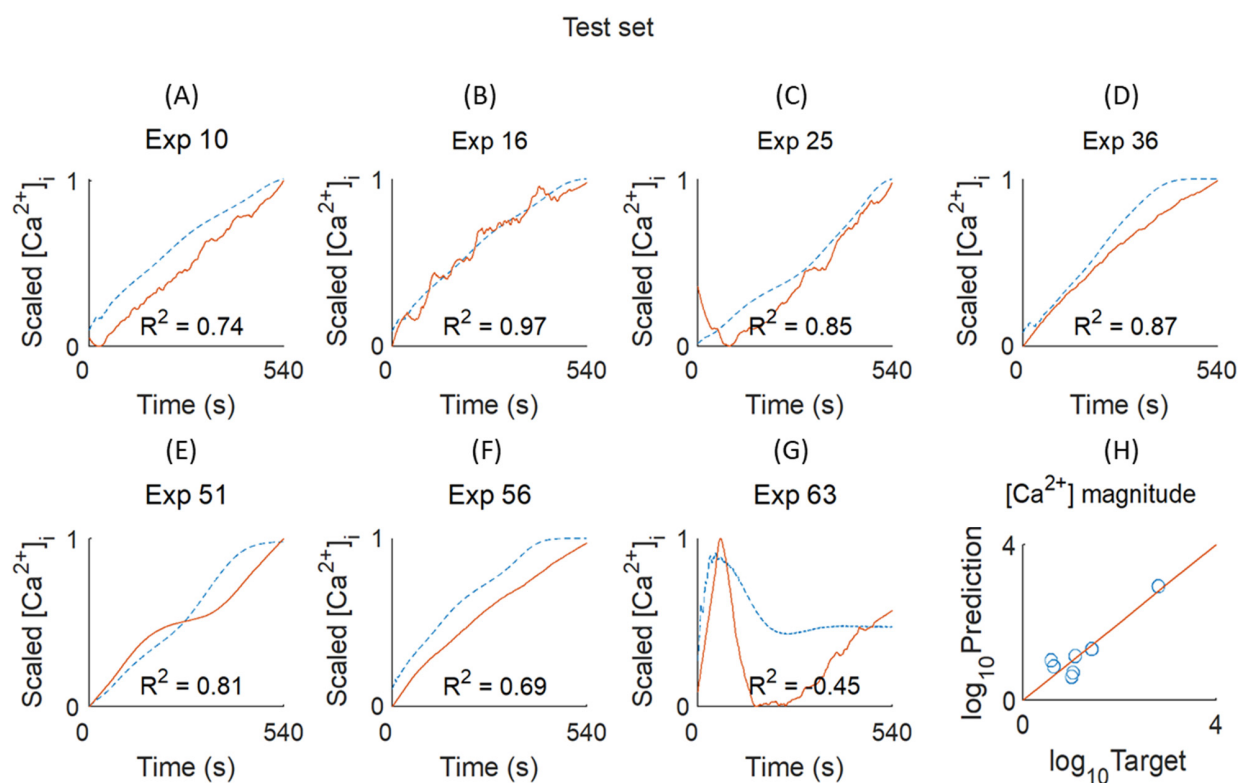 Test set
(A)
Exp 10
Scaled [Ca²⁺]ᵢ
1
0
R² = 0.74
0
540
Time (s)
(B)
Exp 16
Scaled [Ca²⁺]ᵢ
1
0
R² = 0.97
0
540
Time (s)
(C)
Exp 25
Scaled [Ca²⁺]ᵢ
1
0
R² = 0.85
0
540
Time (s)
(D)
Exp 36
Scaled [Ca²⁺]ᵢ
1
0
R² = 0.87
0
540
Time (s)
(E)
Exp 51
Scaled [Ca²⁺]ᵢ
1
0
R² = 0.81
0
540
Time (s)
(F)
Exp 56
Scaled [Ca²⁺]ᵢ
1
0
R² = 0.69
0
540
Time (s)
(G)
Exp 63
Scaled [Ca²⁺]ᵢ
1
0
R² = -0.45
0
540
Time (s)
(H)
[Ca²⁺] magnitude
log₁₀Prediction
4
0
0
4
log₁₀Target